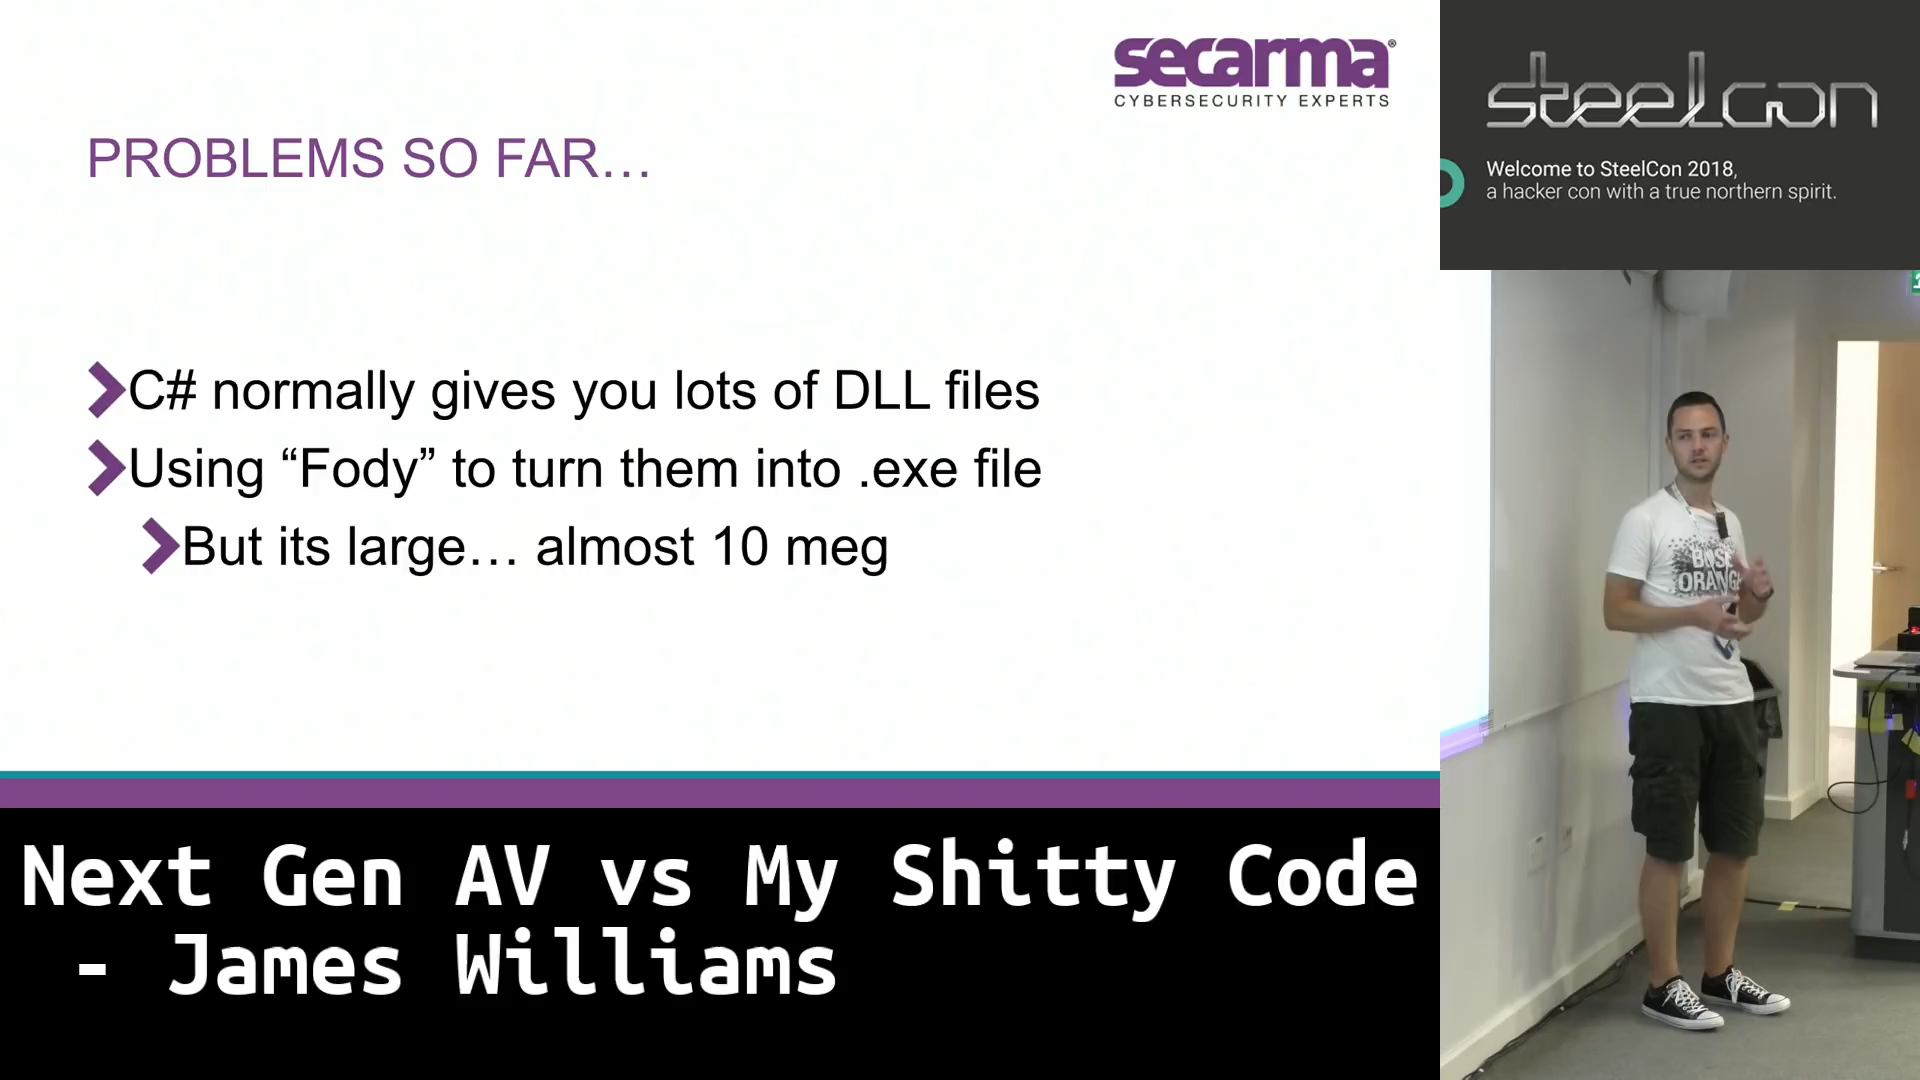 secarma®
CYBERSECURITY EXPERTS
PROBLEMS SO FAR…
C# normally gives you lots of DLL files
Using “Fody” to turn them into .exe file
But its large… almost 10 meg
Next Gen AV vs My Shitty Code
- James Williams
steelcon
Welcome to SteelCon 2018,
a hacker con with a true northern spirit.
ORANGE